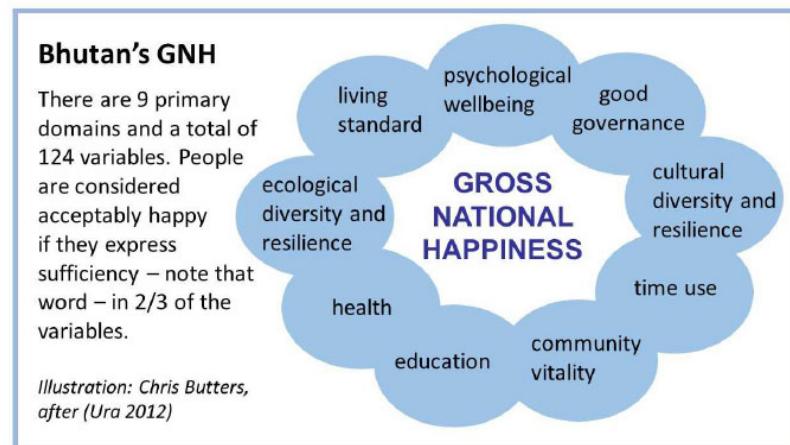 Bhutan's GNH
There are 9 primary
domains and a total of
124 variables. People
are considered
acceptably happy
if they express
sufficiency – note that
word – in 2/3 of the
variables.
Illustration: Chris Butters,
after (Ura 2012)
psychological
wellbeing
good
governance
cultural
diversity and
resilience
time use
community
vitality
education
health
ecological
diversity and
resilience
living
standard
GROSS
NATIONAL
HAPPINESS